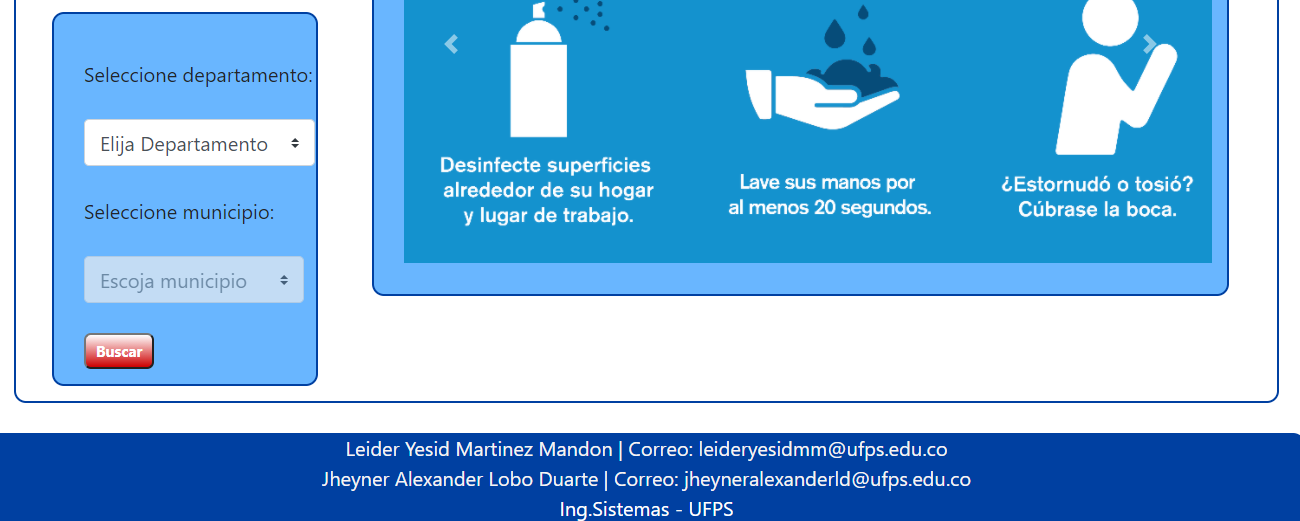 Seleccione departamento:
Elija Departamento
Seleccione municipio:
Escoja municipio
Buscar
Desinfecte superficies
alrededor de su hogar
y lugar de trabajo.
Lave sus manos por
al menos 20 segundos.
¿Estornudó o tosió?
Cúbrase la boca.
Leider Yesid Martinez Mandon | Correo: leideryesidmm@ufps.edu.co
Jheyner Alexander Lobo Duarte | Correo: jheyneralexanderld@ufps.edu.co
Ing.Sistemas - UFPS